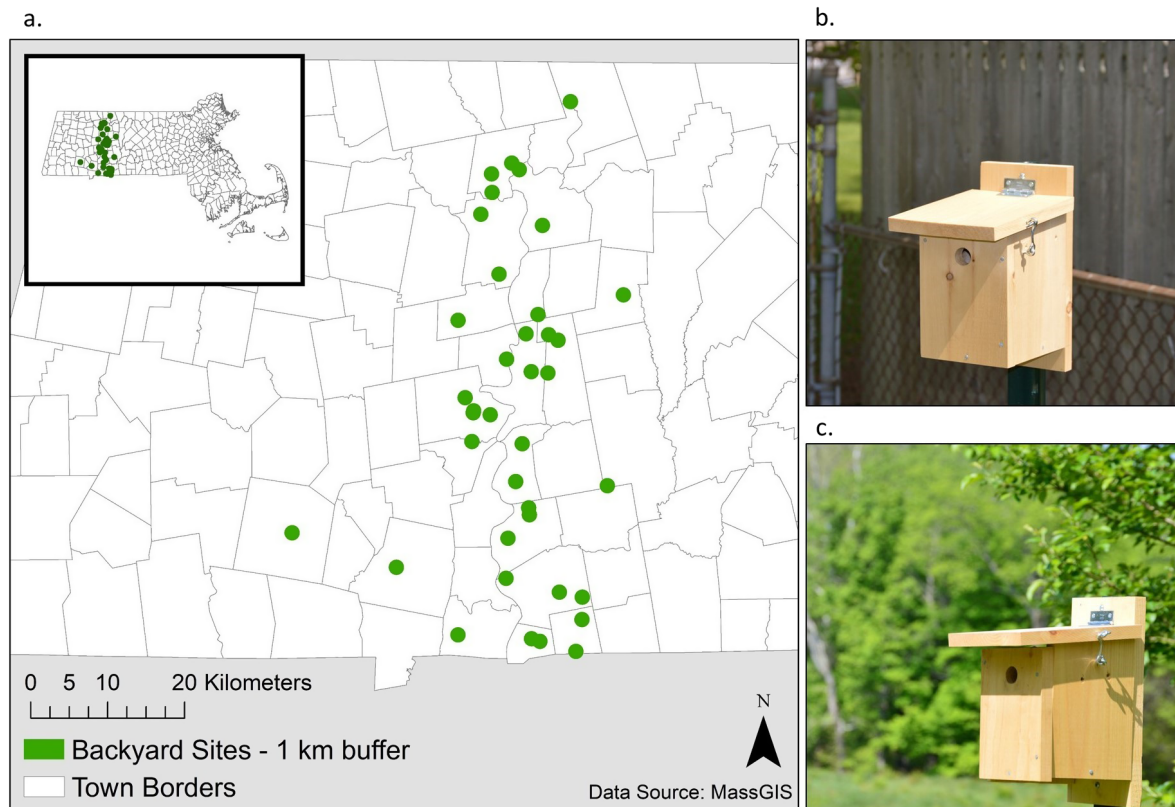 a.
b.
c.
0 5 10 20 Kilometers
N
Backyard Sites - 1 km buffer
Town Borders
Data Source: MassGIS